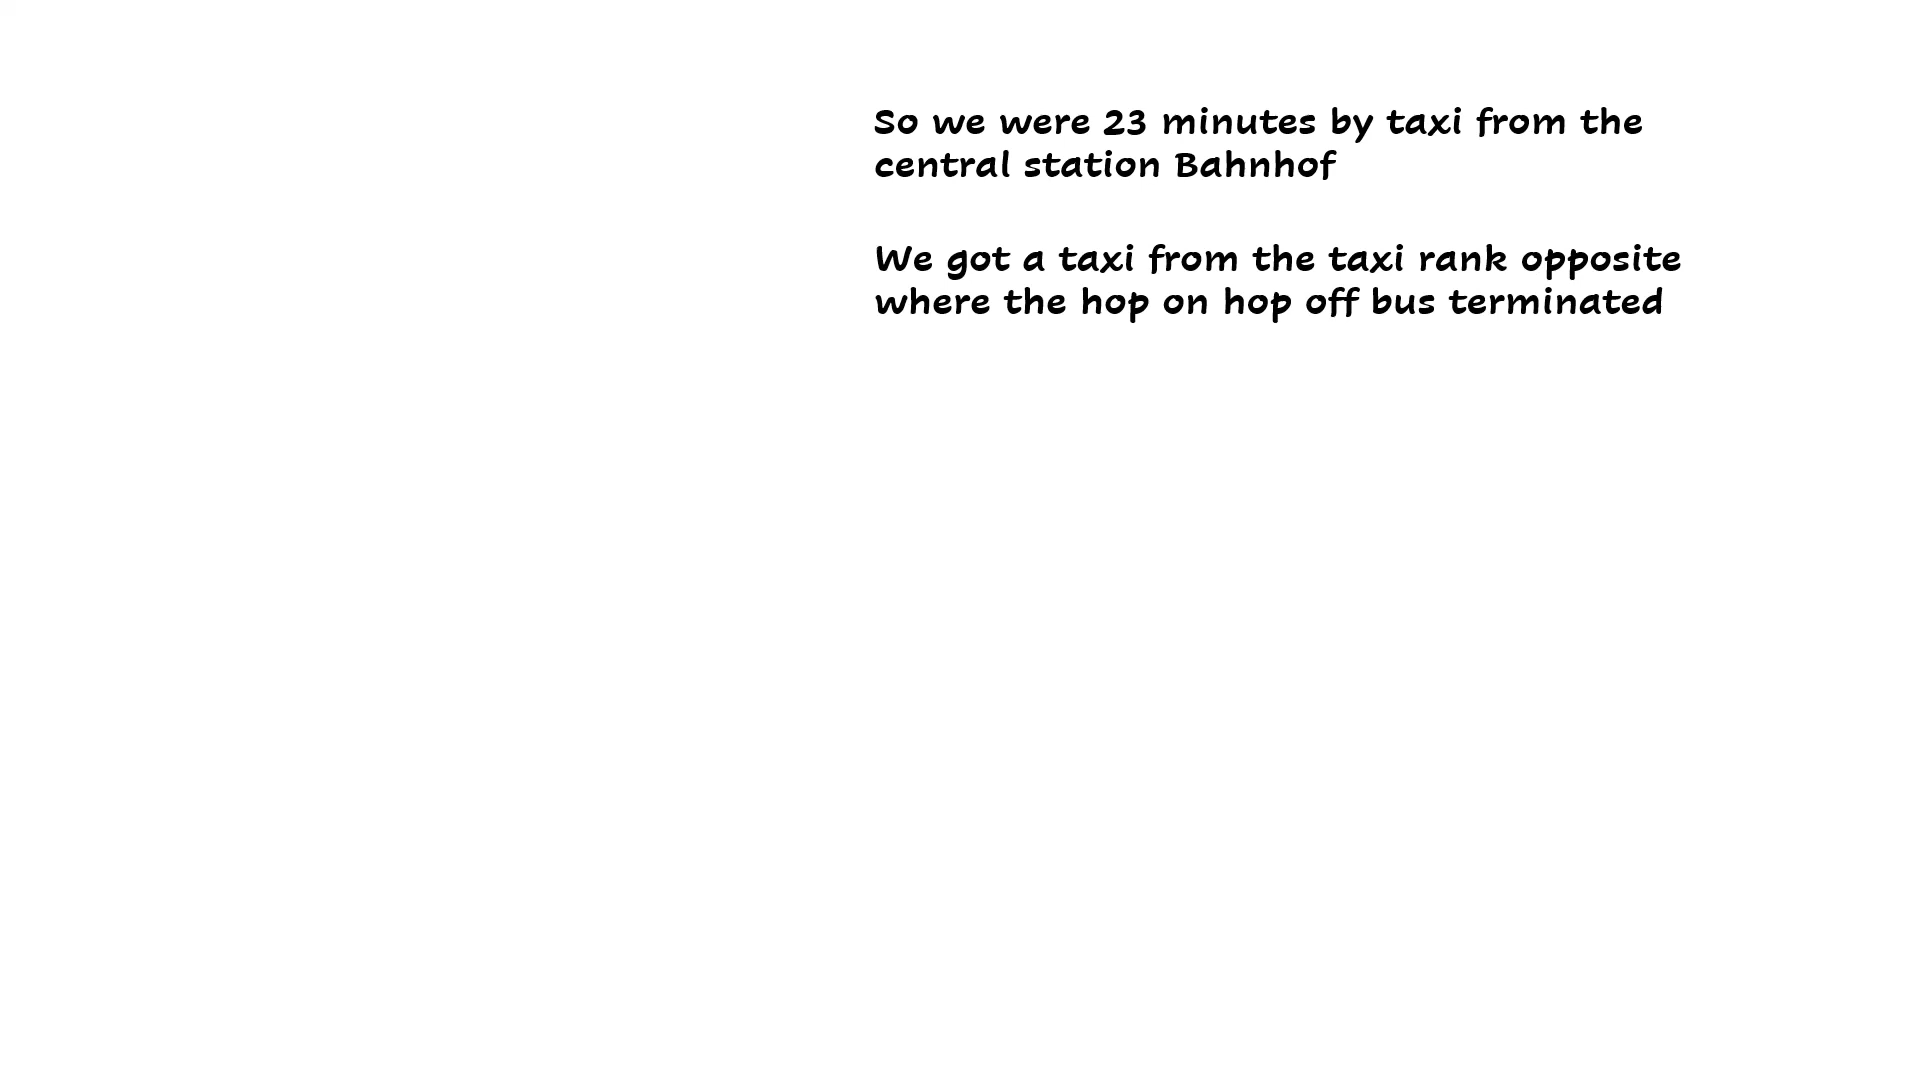 So we were 23 minutes by taxi from the
central station Bahnhof
We got a taxi from the taxi rank opposite
where the hop on hop off bus terminated